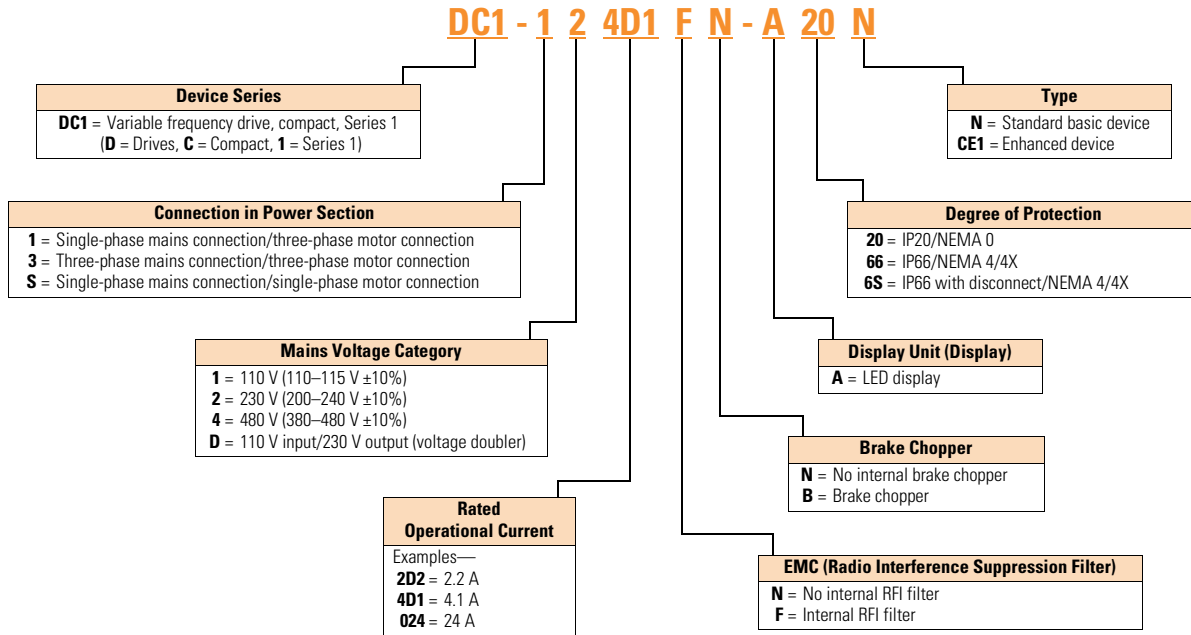 DC1 - 1 2 4D1 F N - A 20 N
Device Series
DC1 = Variable frequency drive, compact, Series 1
(D = Drives, C = Compact, 1 = Series 1)
Type
N = Standard basic device
CE1 = Enhanced device
Connection in Power Section
1 = Single-phase mains connection/three-phase motor connection
3 = Three-phase mains connection/three-phase motor connection
S = Single-phase mains connection/single-phase motor connection
Degree of Protection
20 = IP20/NEMA 0
66 = IP66/NEMA 4/4X
6S = IP66 with disconnect/NEMA 4/4X
Mains Voltage Category
1 = 110 V (110–115 V ±10%)
2 = 230 V (200–240 V ±10%)
4 = 480 V (380–480 V ±10%)
D = 110 V input/230 V output (voltage doubler)
Display Unit (Display)
A = LED display
Brake Chopper
N = No internal brake chopper
B = Brake chopper
Rated
Operational Current
Examples—
2D2 = 2.2 A
4D1 = 4.1 A
024 = 24 A
EMC (Radio Interference Suppression Filter)
N = No internal RFI filter
F = Internal RFI filter